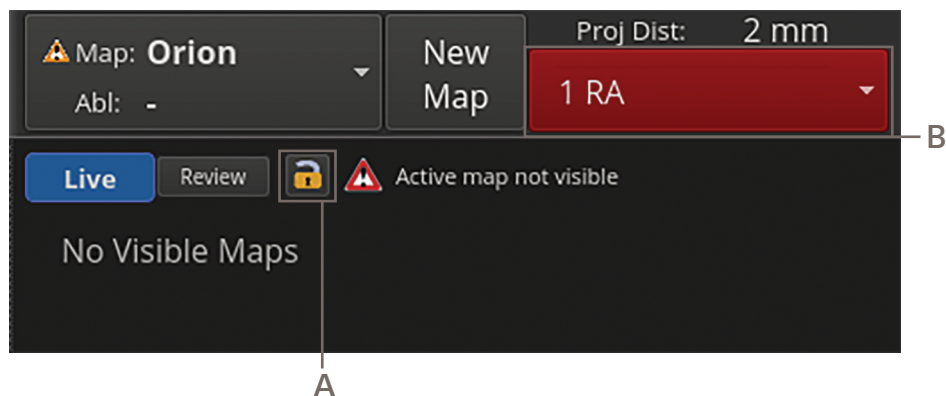 Map: Orion
Abl: -
New
Map
Proj Dist: 2 mm
1 RA
B
Live
Review
Active map not visible
No Visible Maps
A